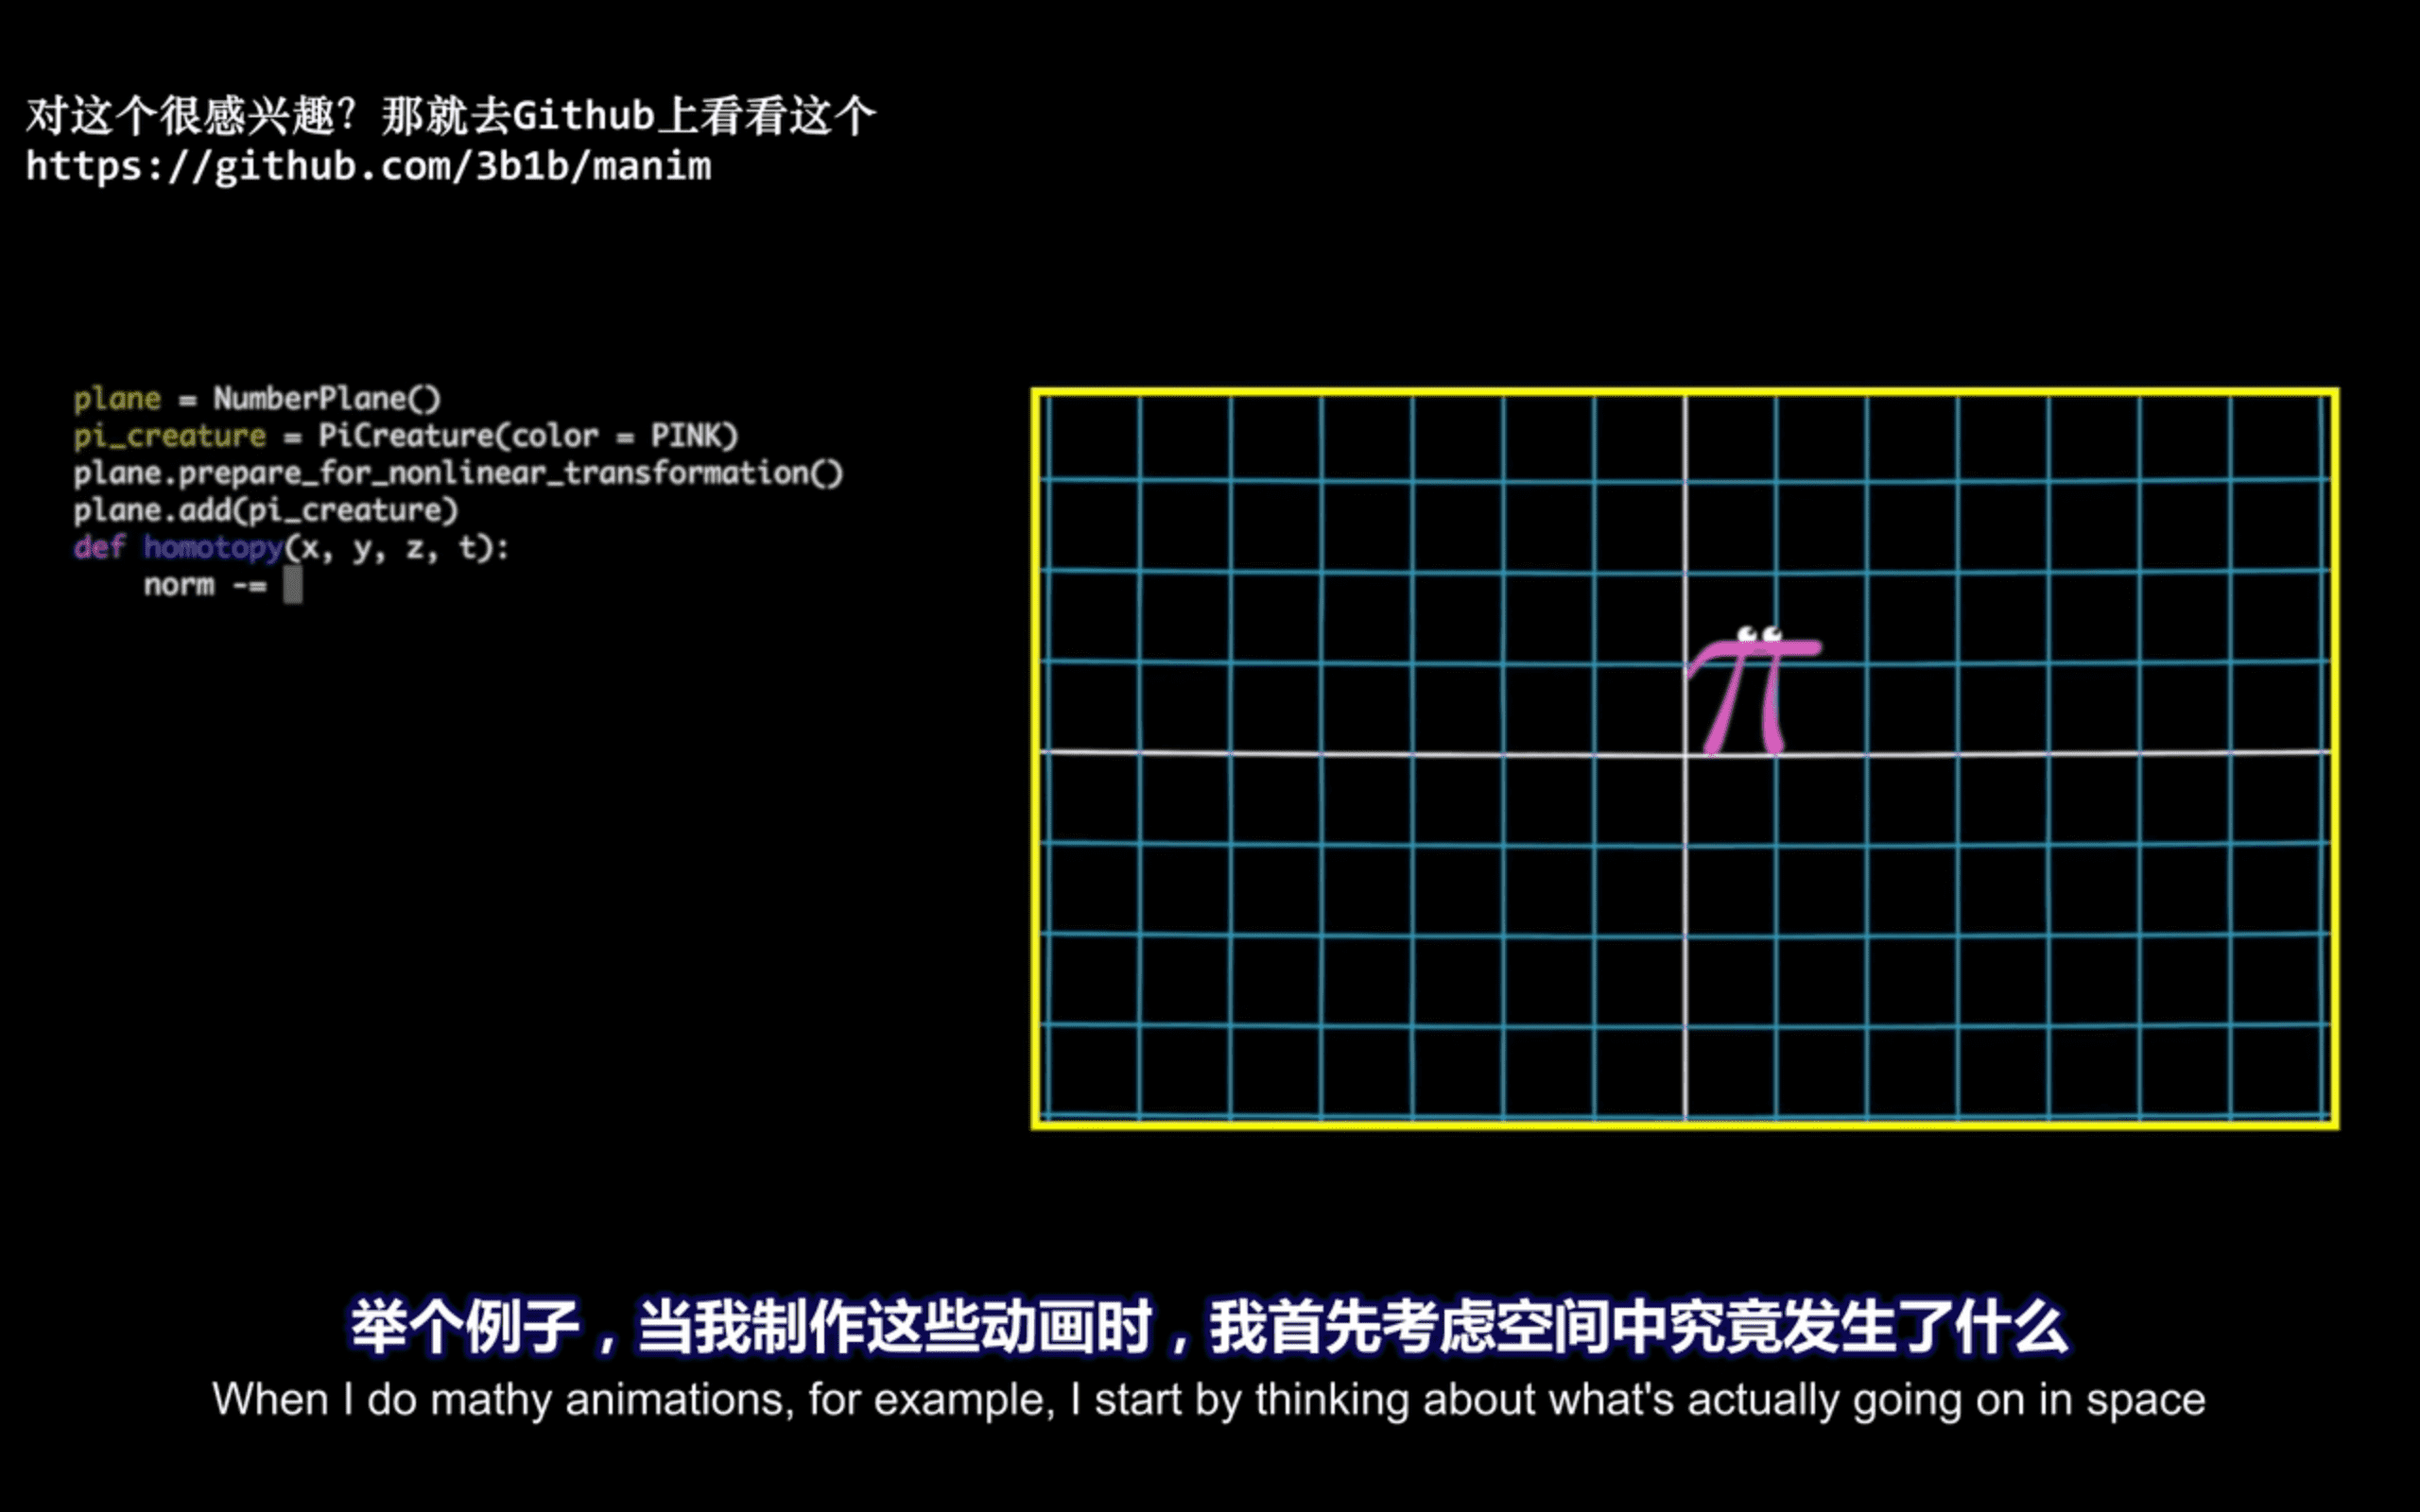 对这个很感兴趣？那就去Github上看看这个
https://github.com/3b1b/manim
plane = NumberPlane()
pi_creature = PiCreature(color = PINK)
plane.prepare_for_nonlinear_transformation()
plane.add(pi_creature)
def homotopy(x, y, z, t):
    norm -=
举个例子，当我制作这些动画时，我首先考虑空间中究竟发生了什么
When I do mathy animations, for example, I start by thinking about what's actually going on in space